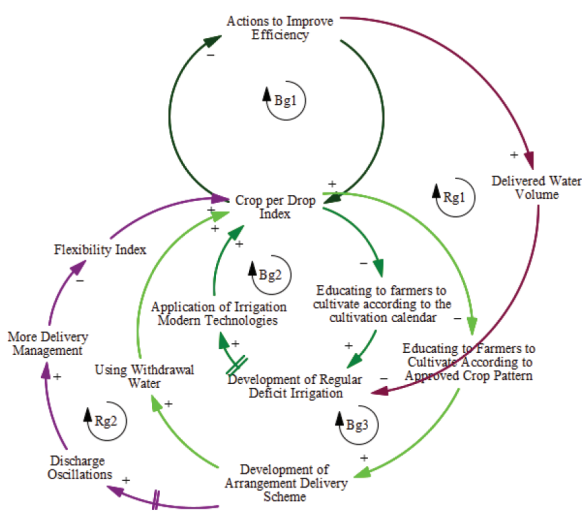 Actions to Improve
Efficiency
−
Bg1
+
Delivered Water
Volume
+
Rg1
Crop per Drop
Index
+
+
+
Flexibility Index
−
Bg2
−
Educating to farmers to
cultivate according to the
cultivation calendar
Application of Irrigation
Modern Technologies
−
More Delivery
Management
+
+
Educating to Farmers to
Cultivate According to
Approved Crop Pattern
Using Withdrawal
Water
+
Development of Regular
Deficit Irrigation
−
+
Rg2
Bg3
Discharge
Oscillations
+
+
Development of
Arrangement Delivery
Scheme